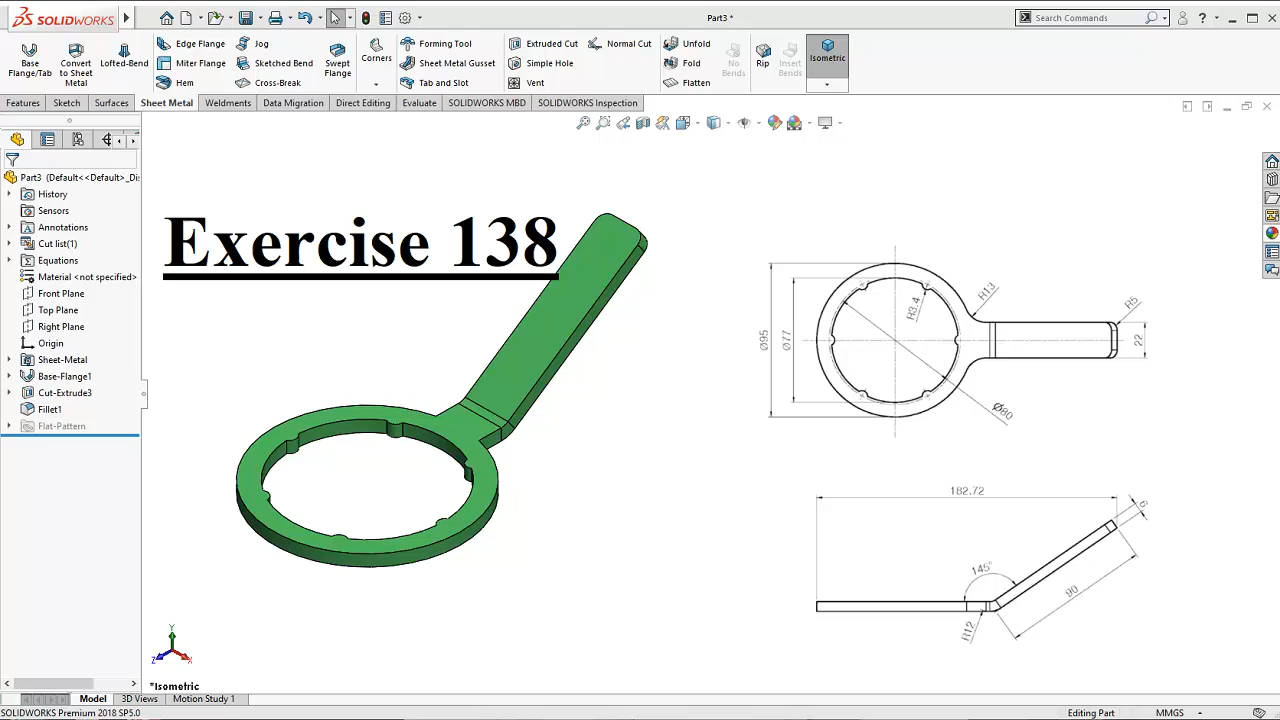 SOLIDWORKS
Part3 *
Search Commands
Base Flange/Tab
Convert to Sheet Metal
Lofted-Bend
Edge Flange
Miter Flange
Hem
Jog
Sketched Bend
Cross-Break
Swept Flange
Corners
Forming Tool
Sheet Metal Gusset
Tab and Slot
Extruded Cut
Simple Hole
Vent
Normal Cut
Unfold
Fold
Flatten
No Bends
Rip
Insert Bends
Isometric
Features
Sketch
Surfaces
Sheet Metal
Weldments
Data Migration
Direct Editing
Evaluate
SOLIDWORKS MBD
SOLIDWORKS Inspection
Part3 (Default<<Default>_Di
History
Sensors
Annotations
Cut list(1)
Equations
Material <not specified>
Front Plane
Top Plane
Right Plane
Origin
Sheet-Metal
Base-Flange1
Cut-Extrude3
Fillet1
Flat-Pattern
Exercise 138
Ø95
Ø77
R3.4
R13
R5
22
Ø80
182.72
6
145°
90
R12
Y
Z
X
*Isometric
Model
3D Views
Motion Study 1
SOLIDWORKS Premium 2018 SP5.0
Editing Part
MMGS